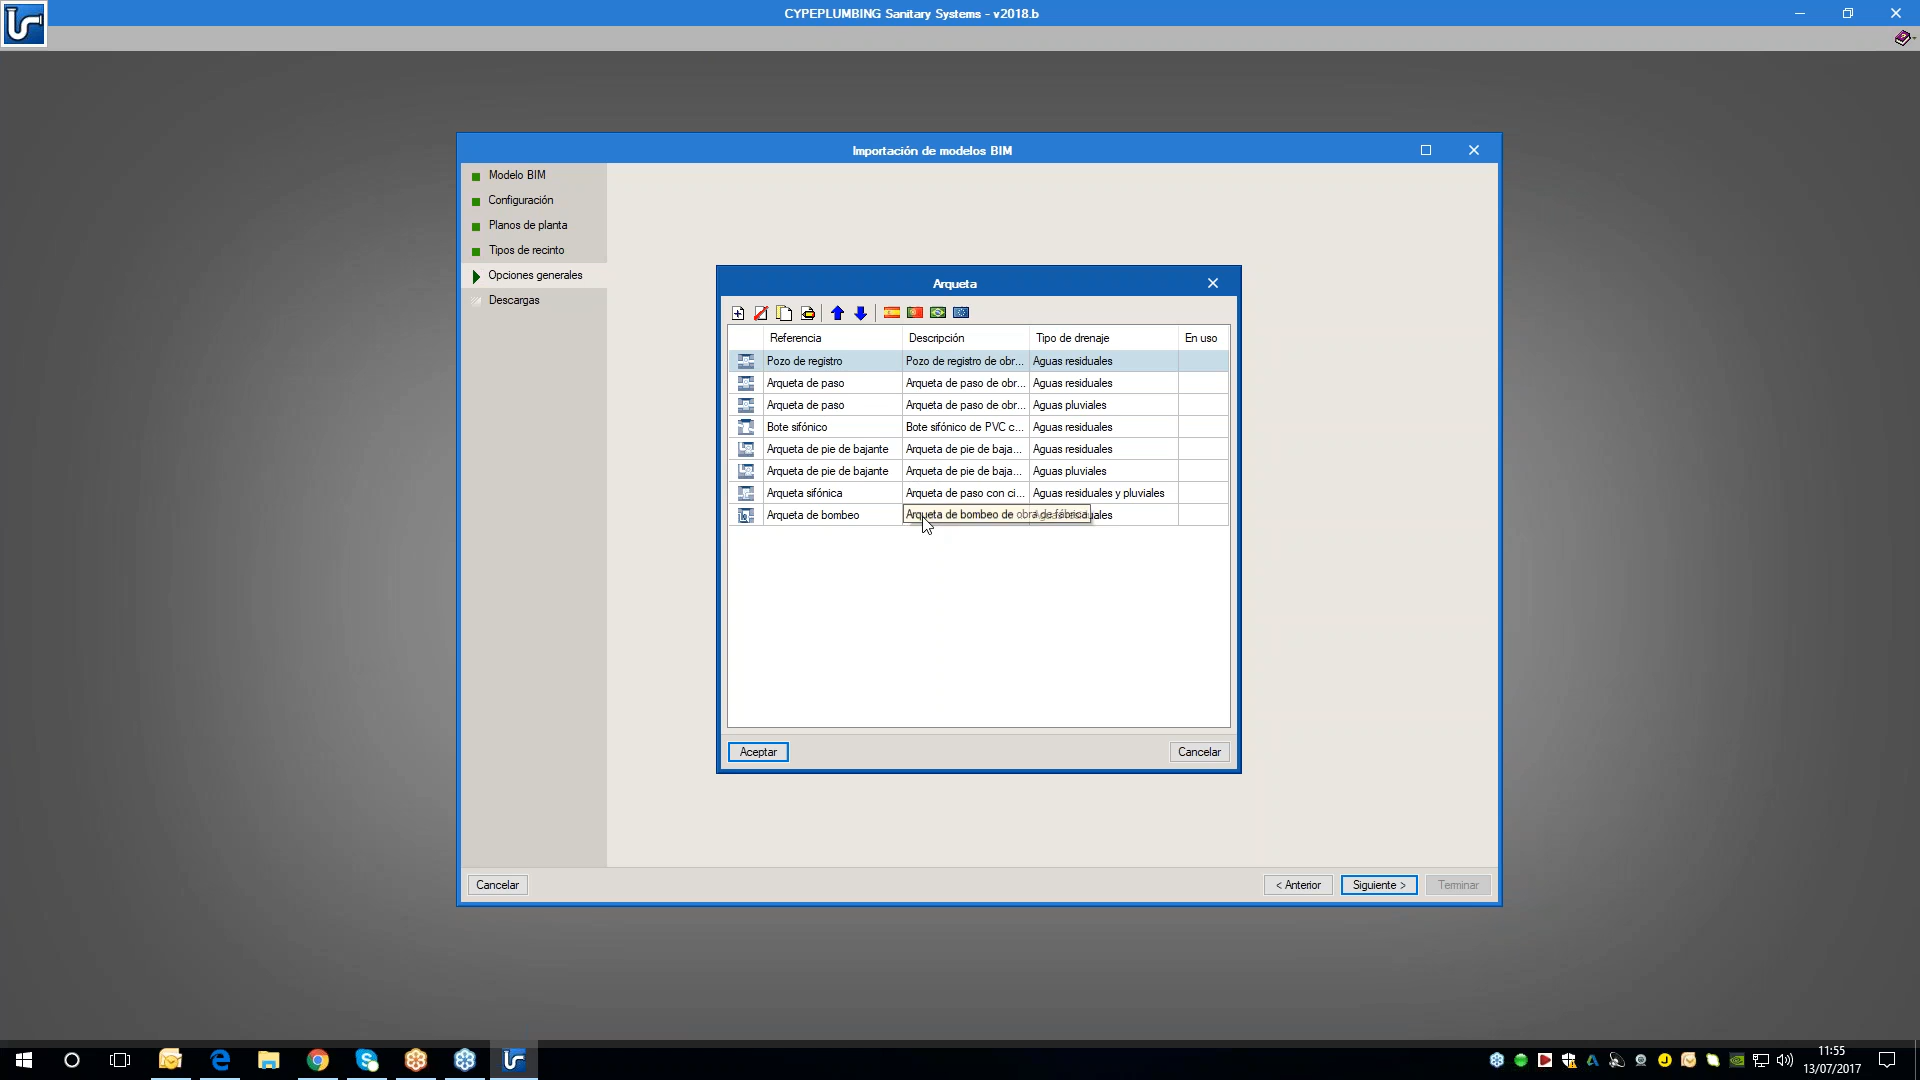 CYPEPLUMBING Sanitary Systems - v2018.b
Importación de modelos BIM
Modelo BIM
Configuración
Planos de planta
Tipos de recinto
Opciones generales
Descargas
Arqueta
Referencia Descripción Tipo de drenaje En uso
Pozo de registro Pozo de registro de obr... Aguas residuales
Arqueta de paso Arqueta de paso de obr... Aguas residuales
Arqueta de paso Arqueta de paso de obr... Aguas pluviales
Bote sifónico Bote sifónico de PVC c... Aguas residuales
Arqueta de pie de bajante Arqueta de pie de baja... Aguas residuales
Arqueta de pie de bajante Arqueta de pie de baja... Aguas pluviales
Arqueta sifónica Arqueta de paso con ci... Aguas residuales y pluviales
Arqueta de bombeo Arqueta de bombeo de obra de fábrica
Aceptar Cancelar
Cancelar < Anterior Siguiente > Terminar
11:55
13/07/2017